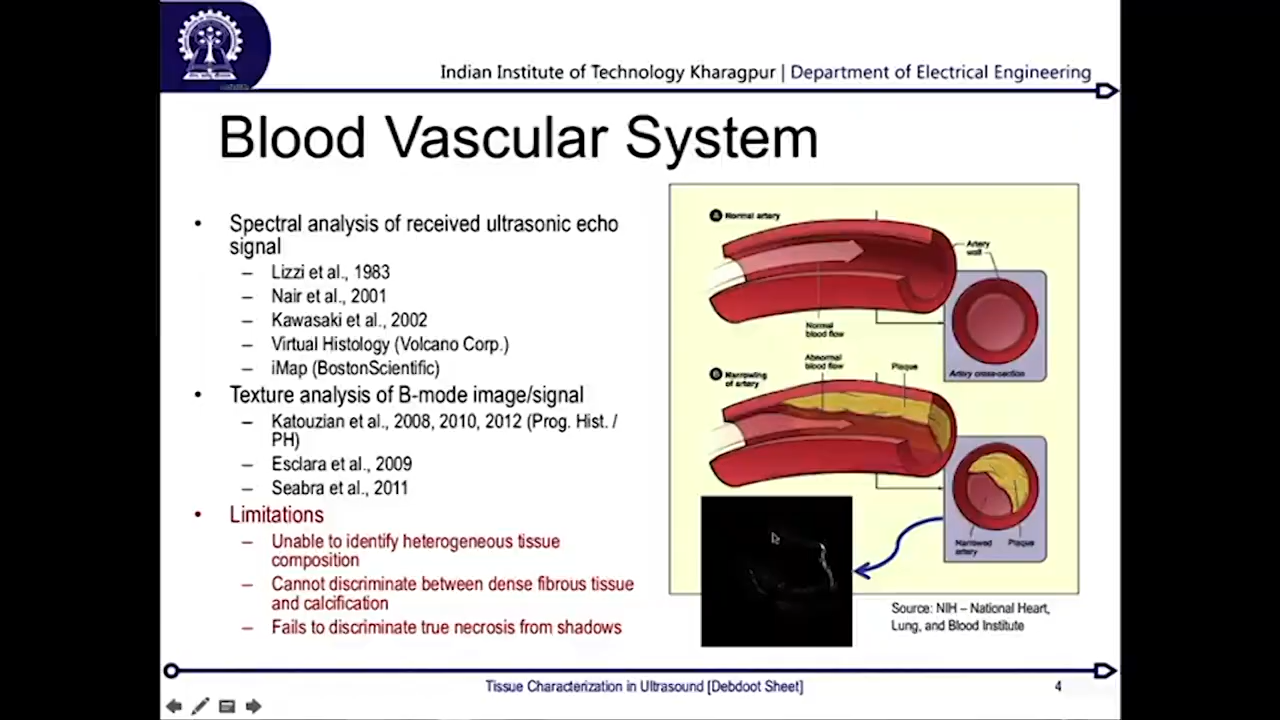 Indian Institute of Technology Kharagpur | Department of Electrical Engineering
Blood Vascular System
• Spectral analysis of received ultrasonic echo
signal
– Lizzi et al., 1983
– Nair et al., 2001
– Kawasaki et al., 2002
– Virtual Histology (Volcano Corp.)
– iMap (BostonScientific)
• Texture analysis of B-mode image/signal
– Katouzian et al., 2008, 2010, 2012 (Prog. Hist. /
PH)
– Esclara et al., 2009
– Seabra et al., 2011
• Limitations
– Unable to identify heterogeneous tissue
composition
– Cannot discriminate between dense fibrous tissue
and calcification
– Fails to discriminate true necrosis from shadows
A Normal artery
Artery
wall
Normal
blood flow
Artery cross-section
Abnormal
blood flow
Plaque
B Narrowing
of artery
Narrowed
artery
Plaque
Source: NIH – National Heart,
Lung, and Blood Institute
Tissue Characterization in Ultrasound [Debdoot Sheet]
4